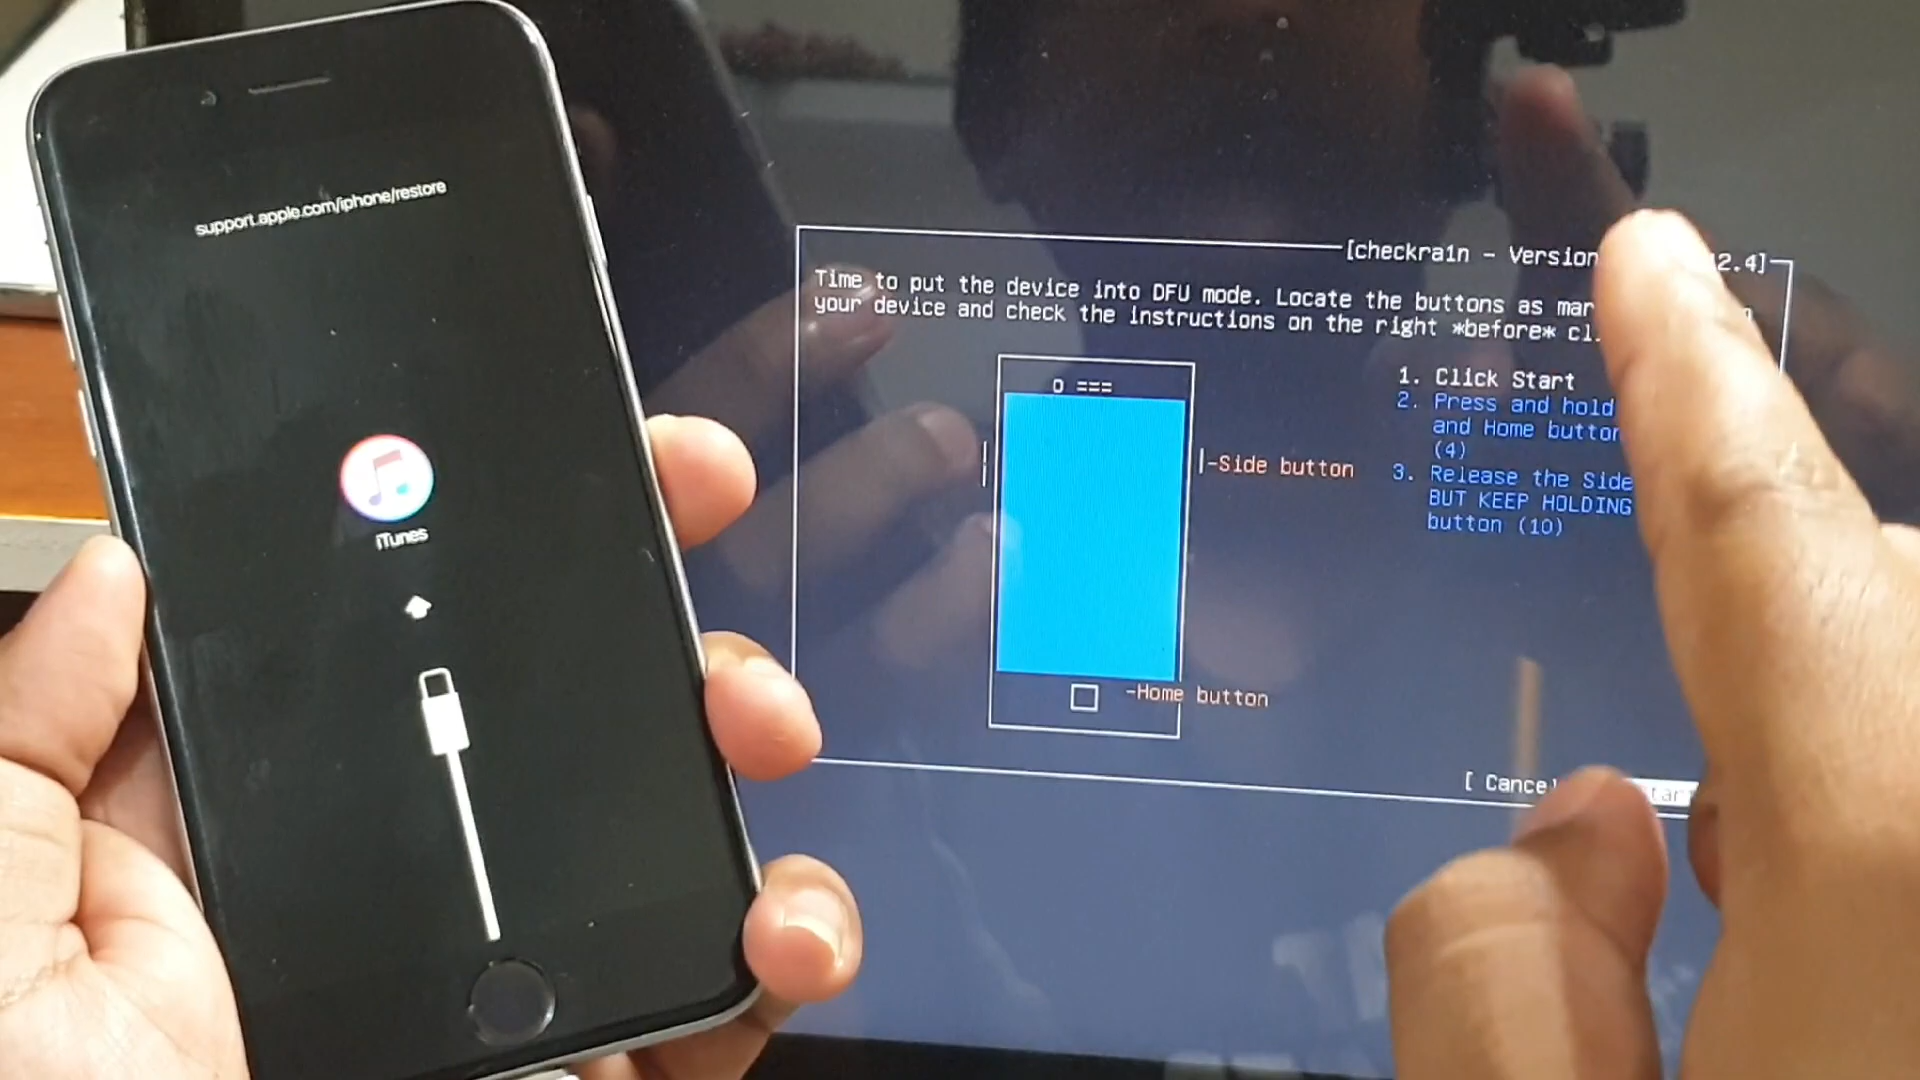 support.apple.com/iphone/restore
iTunes
[checkra1n - Version 2.4]
Time to put the device into DFU mode. Locate the buttons as mar
your device and check the instructions on the right *before* cl
o ===
|-Side button
-Home button
1. Click Start
2. Press and hold
and Home button
(4)
3. Release the Side
BUT KEEP HOLDING
button (10)
[ Cancel